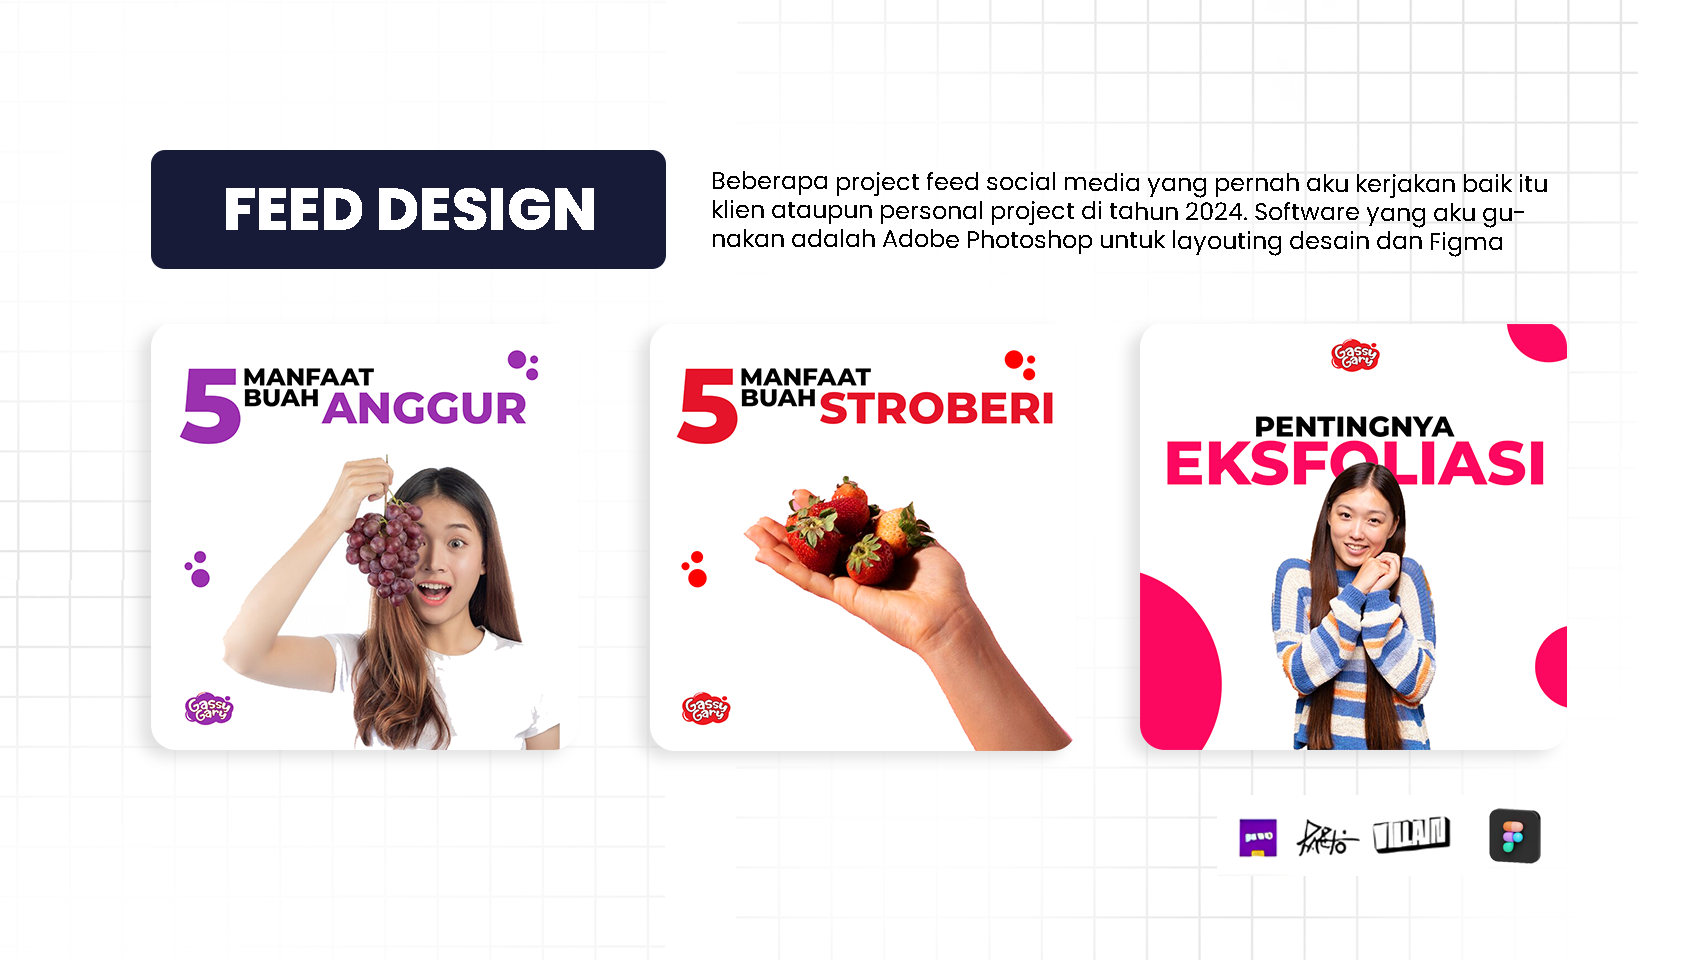 FEED DESIGN
Beberapa project feed social media yang pernah aku kerjakan baik itu
klien ataupun personal project di tahun 2024. Software yang aku gu-
nakan adalah Adobe Photoshop untuk layouting desain dan Figma
5 MANFAAT
BUAH ANGGUR
Gassy
Gary
5 MANFAAT
BUAH STROBERI
Gassy
Gary
Gassy
Gary
PENTINGNYA
EKSFOLIASI
VILLAIN